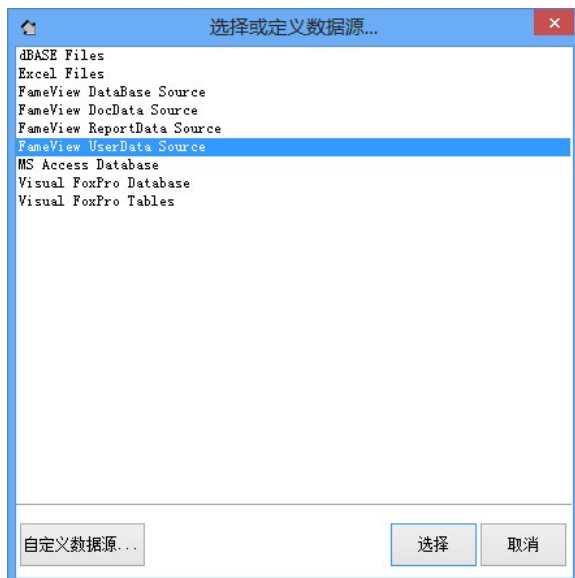 选择或定义数据源...
dBASE Files
Excel Files
FameView DataBase Source
FameView DocData Source
FameView ReportData Source
FameView UserData Source
MS Access Database
Visual FoxPro Database
Visual FoxPro Tables
自定义数据源... 选择 取消